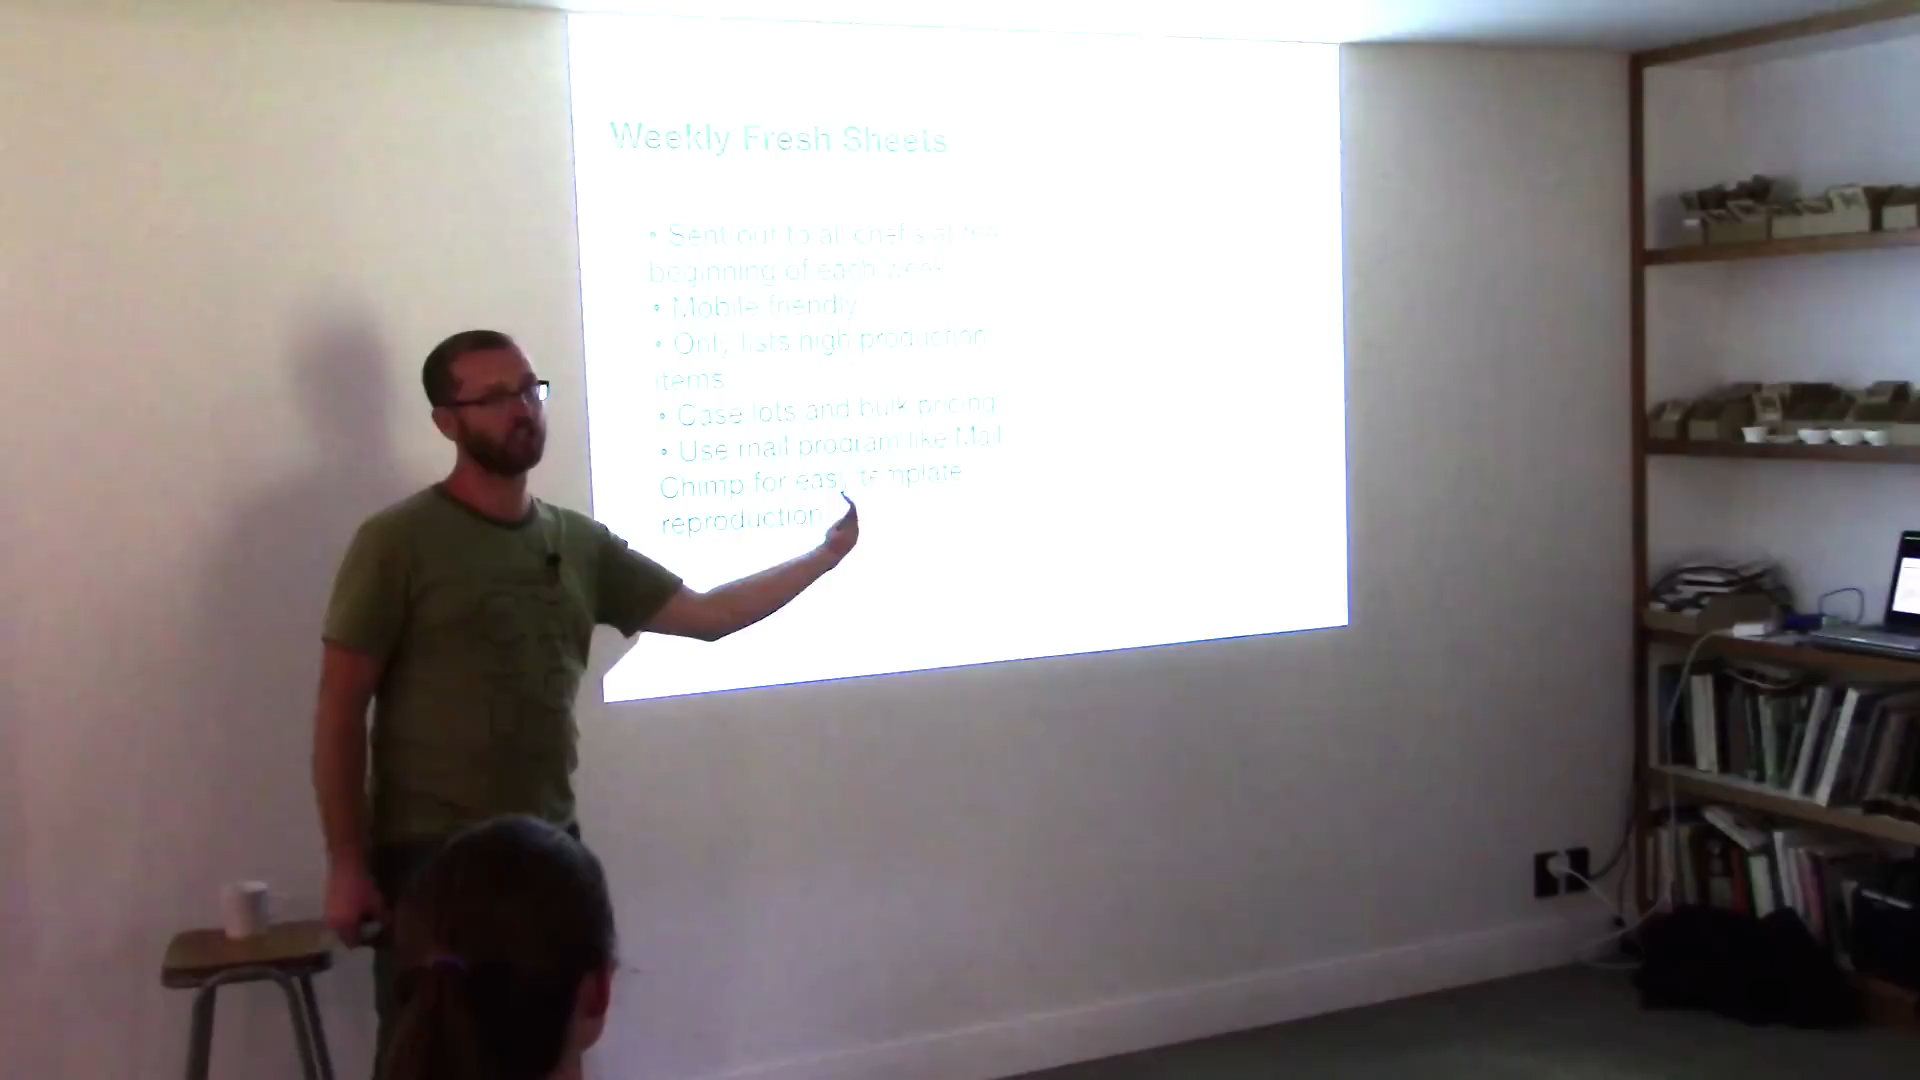 Weekly Fresh Sheets
• Sent out to all chef's at the
beginning of each week
• Mobile friendly
• Only lists high production
items
• Case lots and bulk pricing
• Use mail program like Mail
Chimp for easy template
reproduction